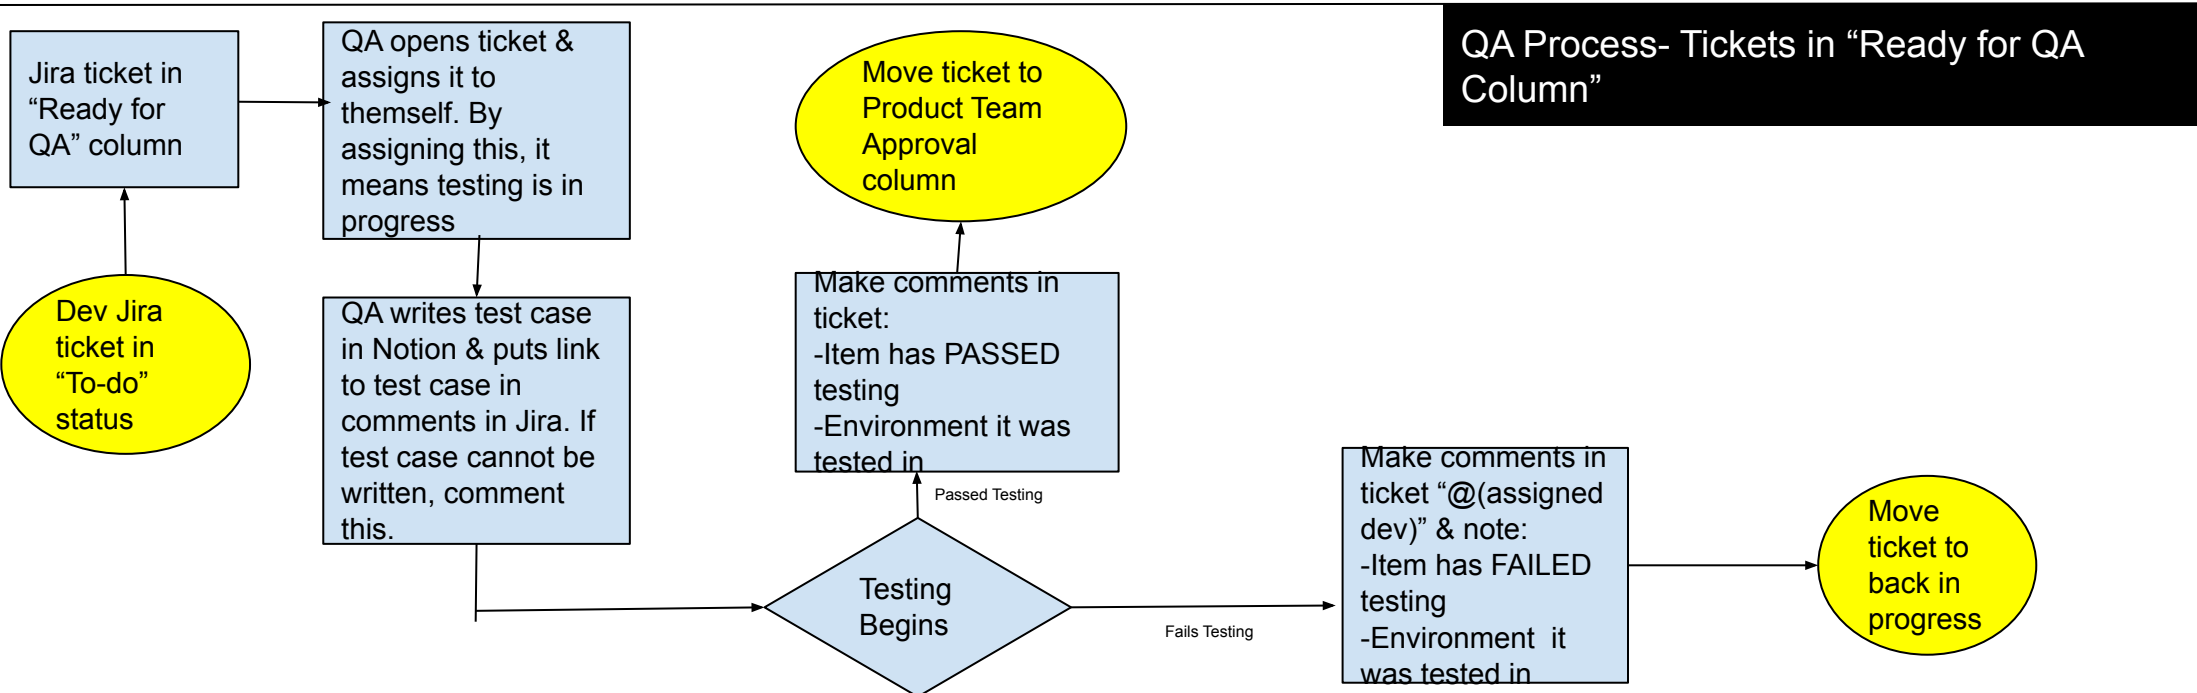 QA Process- Tickets in “Ready for QA
Column”
Dev Jira
ticket in
“To-do”
status
Jira ticket in
“Ready for
QA” column
QA opens ticket &
assigns it to
themself. By
assigning this, it
means testing is in
progress
QA writes test case
in Notion & puts link
to test case in
comments in Jira. If
test case cannot be
written, comment
this.
Testing
Begins
Passed Testing
Make comments in
ticket:
-Item has PASSED
testing
-Environment it was
tested in
Move ticket to
Product Team
Approval
column
Fails Testing
Make comments in
ticket “@(assigned
dev)” & note:
-Item has FAILED
testing
-Environment  it
was tested in
Move
ticket to
back in
progress